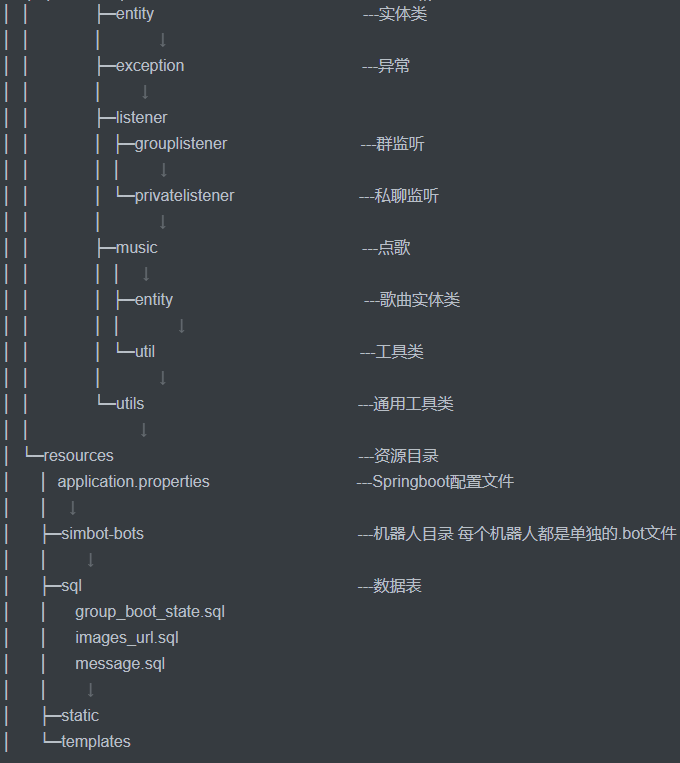 │ │ ├─entity ---实体类
│ │ │ ↓
│ │ ├─exception ---异常
│ │ │ ↓
│ │ ├─listener
│ │ │ ├─grouplistener ---群监听
│ │ │ │ ↓
│ │ │ └─privatelistener ---私聊监听
│ │ │ ↓
│ │ ├─music ---点歌
│ │ │ │ ↓
│ │ │ ├─entity ---歌曲实体类
│ │ │ │ ↓
│ │ │ └─util ---工具类
│ │ │ ↓
│ │ └─utils ---通用工具类
│ │ ↓
│ └─resources ---资源目录
│ │ application.properties ---Springboot配置文件
│ │ ↓
│ ├─simbot-bots ---机器人目录 每个机器人都是单独的.bot文件
│ │ ↓
│ ├─sql ---数据表
│ │ group_boot_state.sql
│ │ images_url.sql
│ │ message.sql
│ │ ↓
│ ├─static
│ └─templates